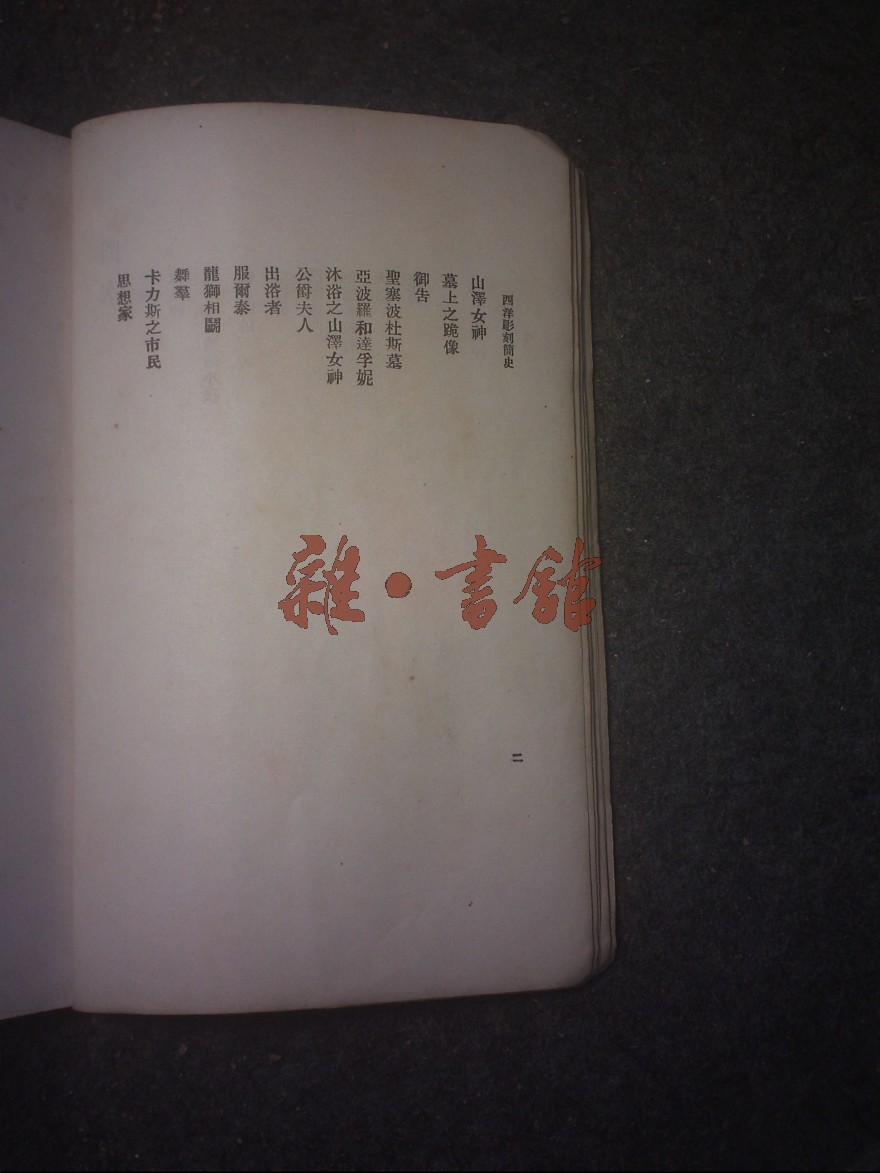 西洋彫刻簡史
山澤女神
墓上之跪像
御告
聖塞波杜斯墓
亞波羅和達孚妮
沐浴之山澤女神
公爵夫人
出浴者
服爾泰
龍獅相鬬
舞羣
卡力斯之市民
思想家
二
雜·書館